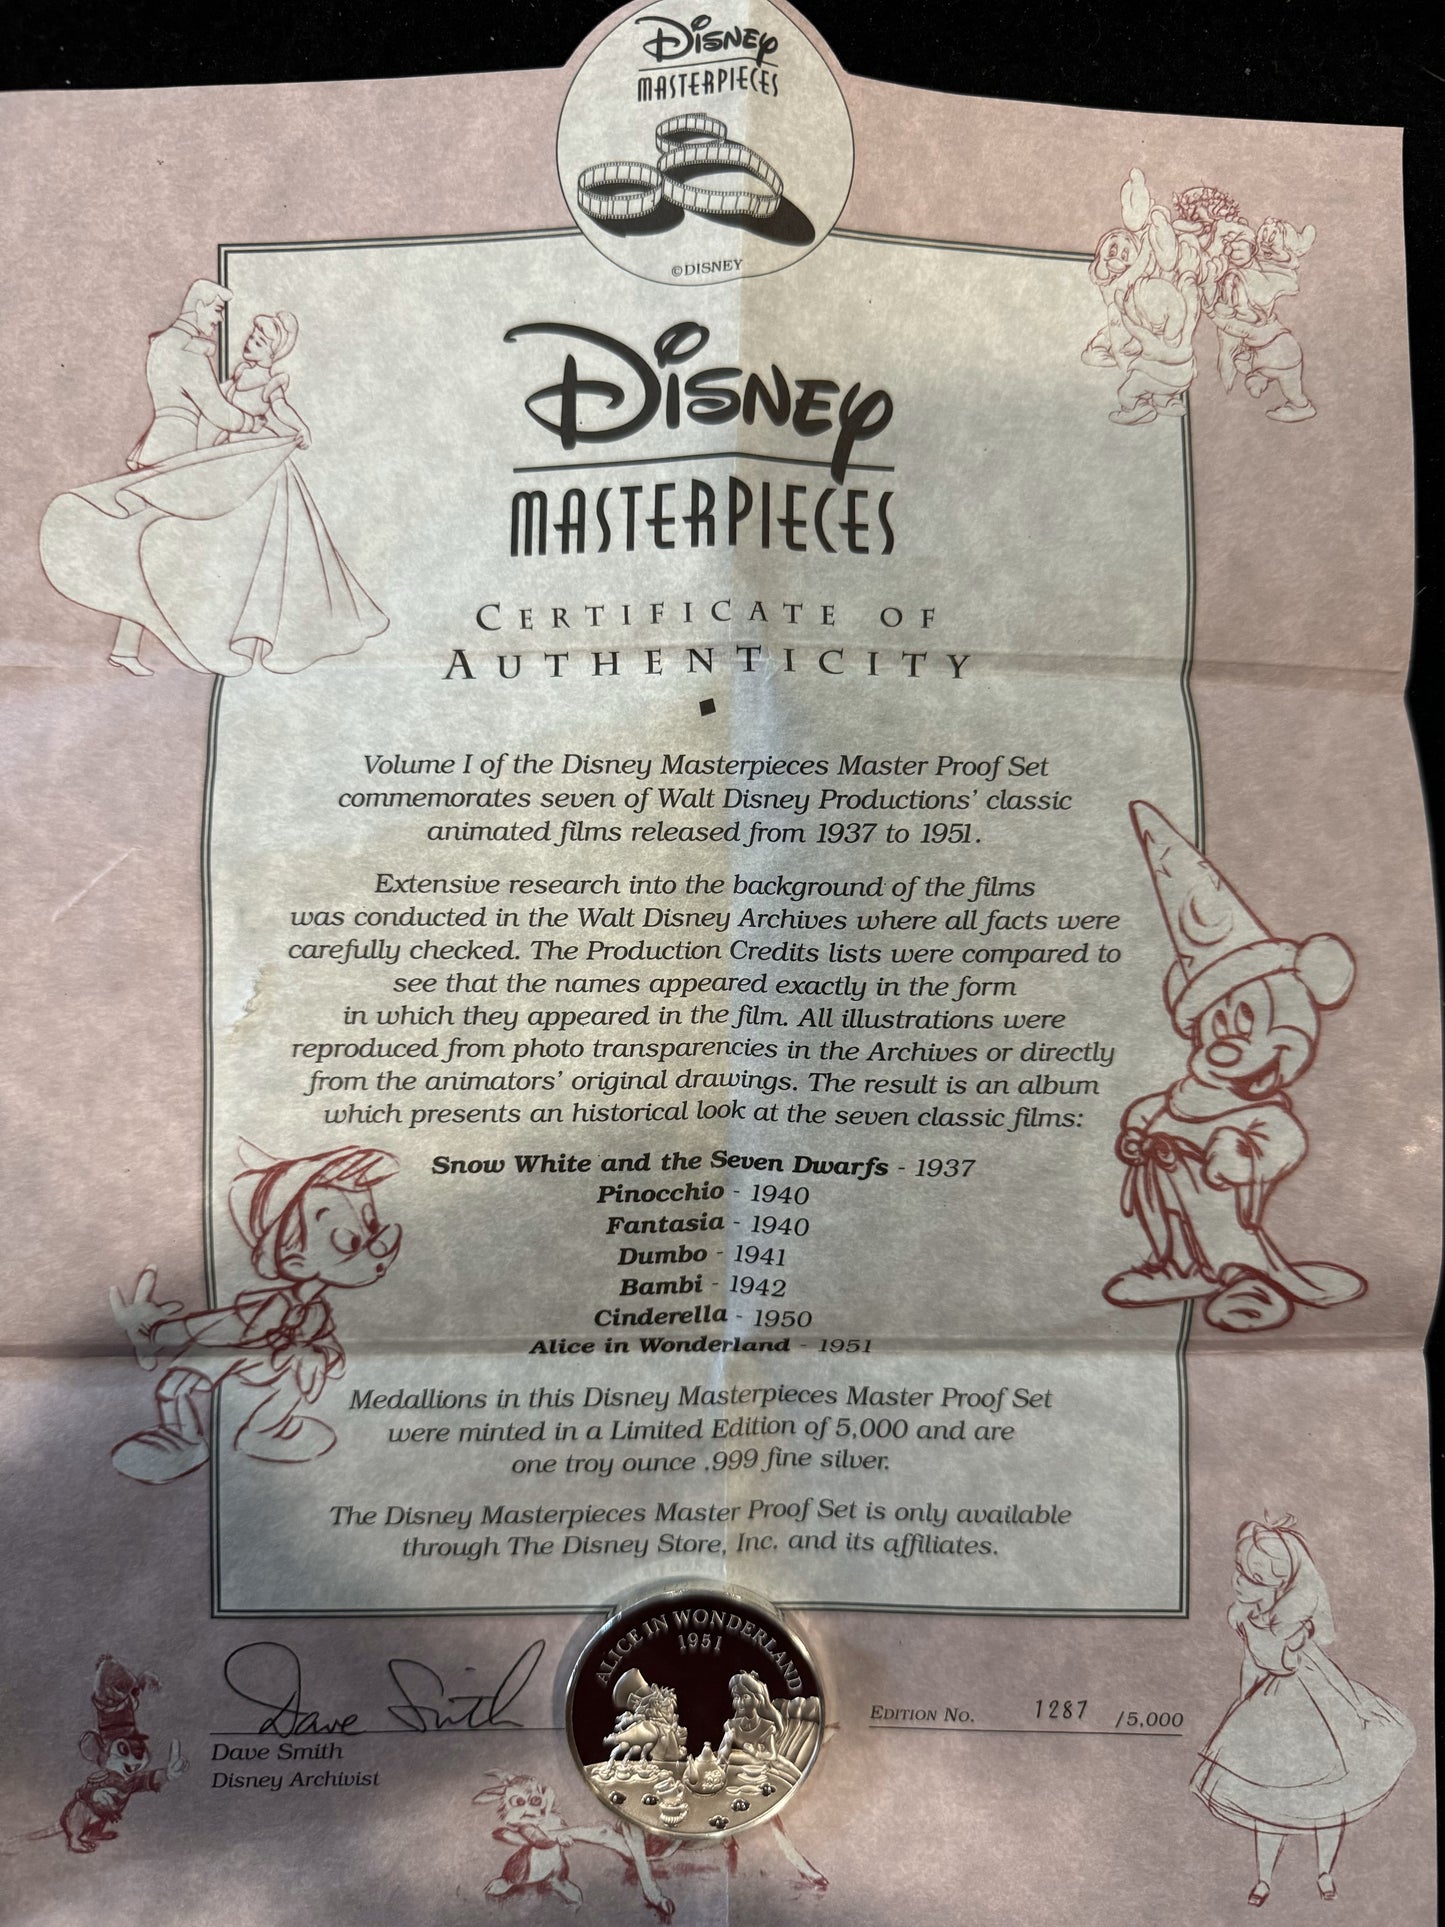 Disney
MASTERPIECES
©DISNEY
Disney
MASTERPIECES
CERTIFICATE OF
AUTHENTICITY
Volume I of the Disney Masterpieces Master Proof Set
commemorates seven of Walt Disney Productions' classic
animated films released from 1937 to 1951.
Extensive research into the background of the films
was conducted in the Walt Disney Archives where all facts were
carefully checked. The Production Credits lists were compared to
see that the names appeared exactly in the form
in which they appeared in the film. All illustrations were
reproduced from photo transparencies in the Archives or directly
from the animators' original drawings. The result is an album
which presents an historical look at the seven classic films:
Snow White and the Seven Dwarfs - 1937
Pinocchio - 1940
Fantasia - 1940
Dumbo - 1941
Bambi - 1942
Cinderella - 1950
Alice in Wonderland - 1951
Medallions in this Disney Masterpieces Master Proof Set
were minted in a Limited Edition of 5,000 and are
one troy ounce .999 fine silver.
The Disney Masterpieces Master Proof Set is only available
through The Disney Store, Inc. and its affiliates.
ALICE IN WONDERLAND
1951
Dave Smith
Dave Smith
Disney Archivist
EDITION NO. 1287 /5,000